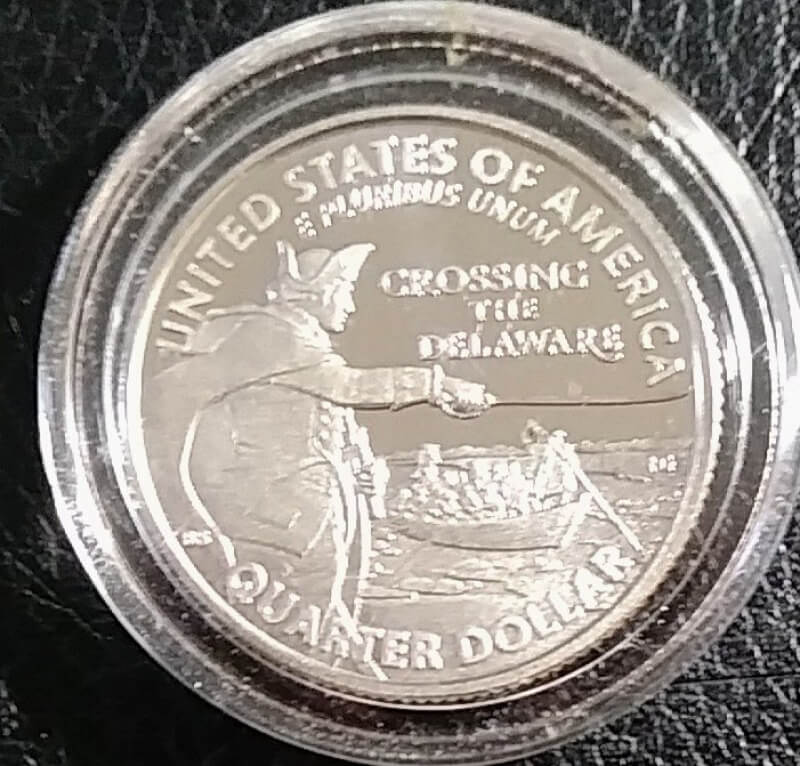 UNITED STATES OF AMERICA
E PLURIBUS UNUM
CROSSING
THE
DELAWARE
QUARTER DOLLAR